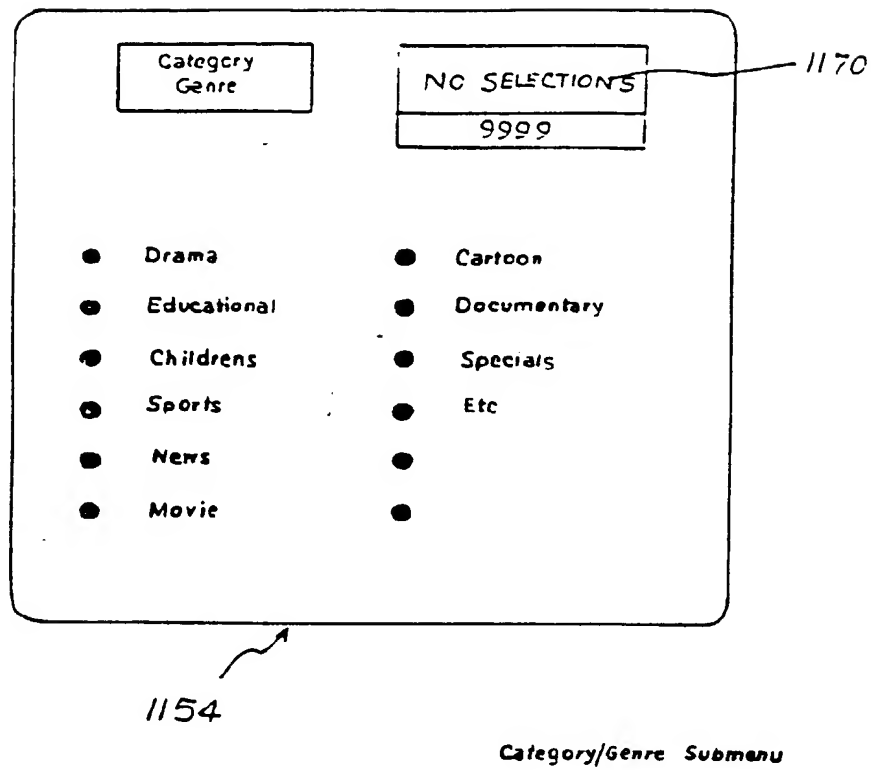 Category
Genre
NO SELECTIONS
1170
9999
Drama
Cartoon
Educational
Documentary
Childrens
Specials
Sports
Etc
News
Movie
1154
Category/Genre Submenu